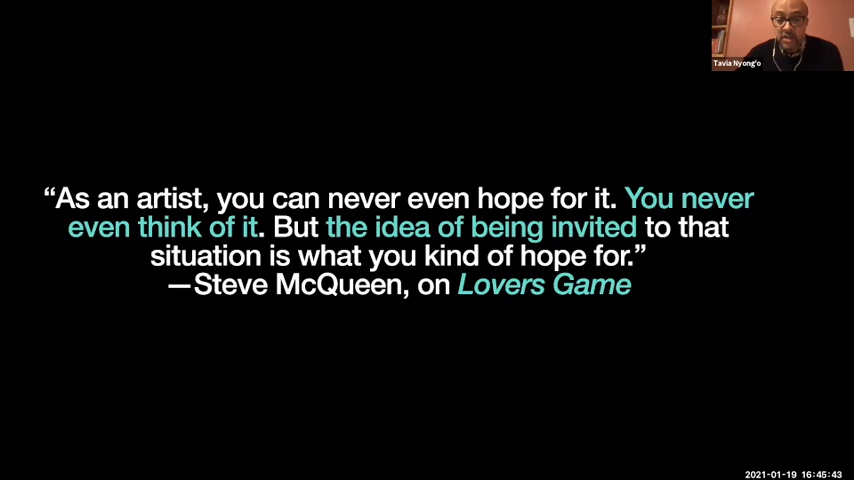 Tavia Nyong'o
“As an artist, you can never even hope for it. You never
even think of it. But the idea of being invited to that
situation is what you kind of hope for.”
—Steve McQueen, on Lovers Game
2021-01-19 16:45:43